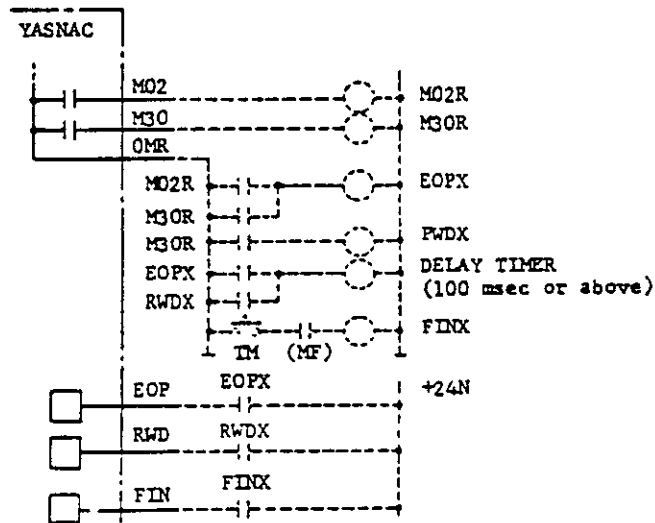 YASNAC
M02
M02R
M30
M30R
OMR
M02R
EOPX
M30R
M30R
PWDX
EOPX
DELAY TIMER
(100 msec or above)
RWDX
TM
(MF)
FINX
EOP
EOPX
+24N
RWD
RWDX
FIN
FINX